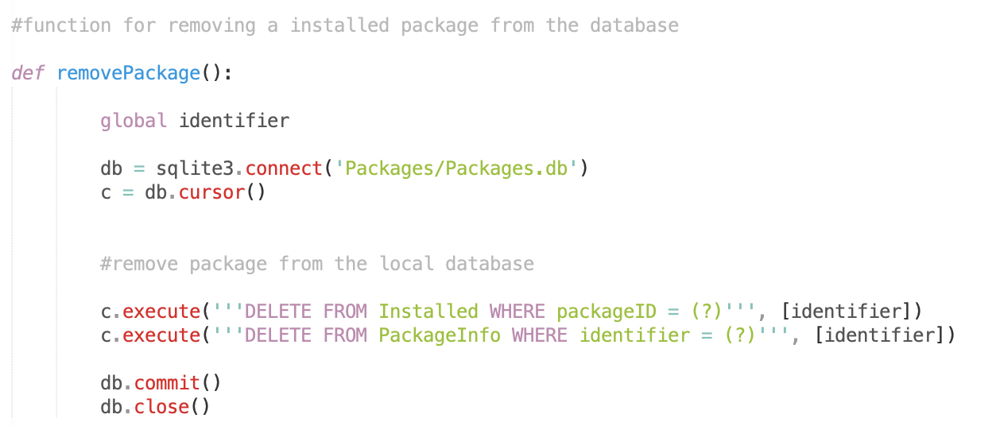 #function for removing a installed package from the database
def removePackage():
global identifier
db = sqlite3.connect('Packages/Packages.db')
c = db.cursor()
#remove package from the local database
c.execute('''DELETE FROM Installed WHERE packageID = (?)''', [identifier])
c.execute('''DELETE FROM PackageInfo WHERE identifier = (?)''', [identifier])
db.commit()
db.close()